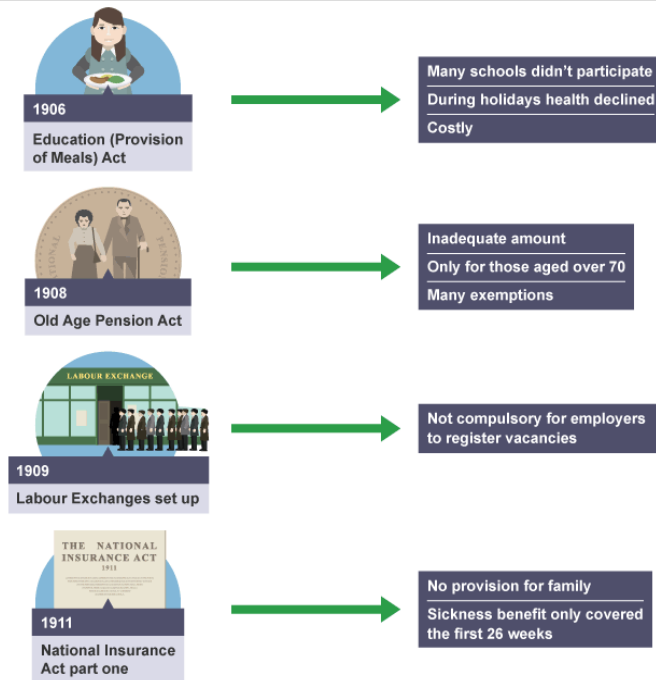 1906
Education (Provision
of Meals) Act
Many schools didn't participate
During holidays health declined
Costly
NATIONAL
PENSION
1908
Old Age Pension Act
Inadequate amount
Only for those aged over 70
Many exemptions
LABOUR EXCHANGE
1909
Labour Exchanges set up
Not compulsory for employers
to register vacancies
THE NATIONAL
INSURANCE ACT
1911
1911
National Insurance
Act part one
No provision for family
Sickness benefit only covered
the first 26 weeks